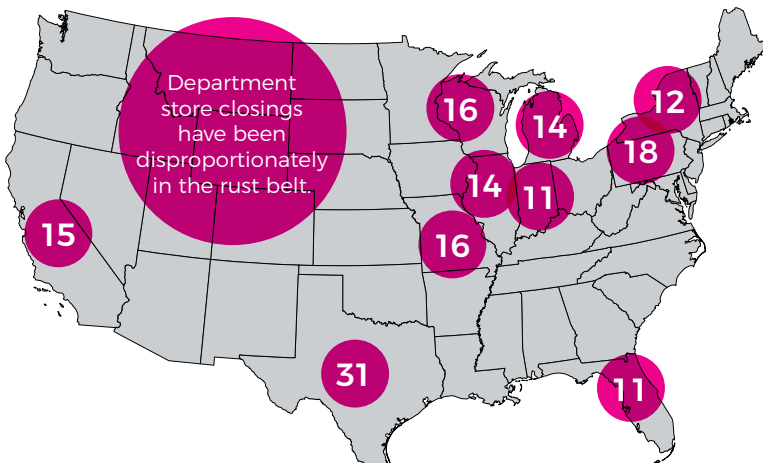 Department
store closings
have been
disproportionately
in the rust belt.
16
14
12
18
14
11
16
15
31
11